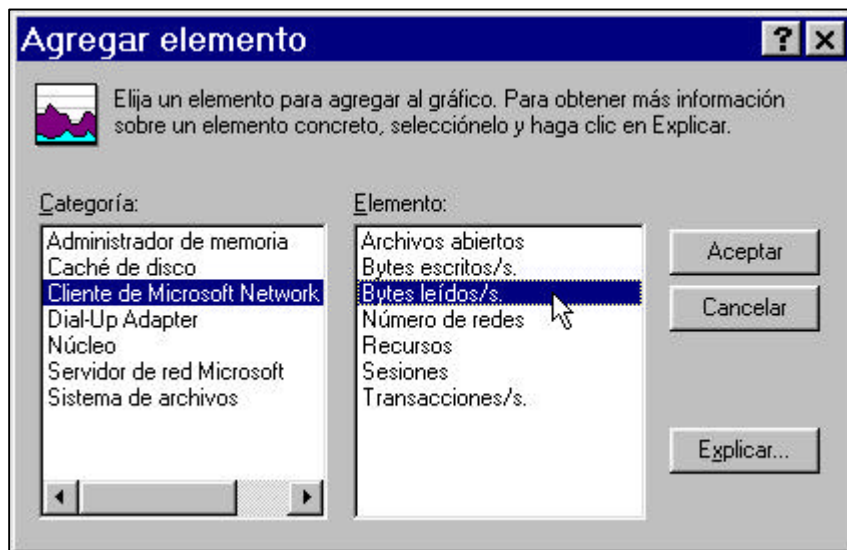 Agregar elemento
Elija un elemento para agregar al gráfico. Para obtener más información
sobre un elemento concreto, selecciónelo y haga clic en Explicar.
Categoría:
Administrador de memoria
Caché de disco
Cliente de Microsoft Network
Dial-Up Adapter
Núcleo
Servidor de red Microsoft
Sistema de archivos
Elemento:
Archivos abiertos
Bytes escritos/s.
Bytes leídos/s.
Número de redes
Recursos
Sesiones
Transacciones/s.
Aceptar
Cancelar
Explicar...